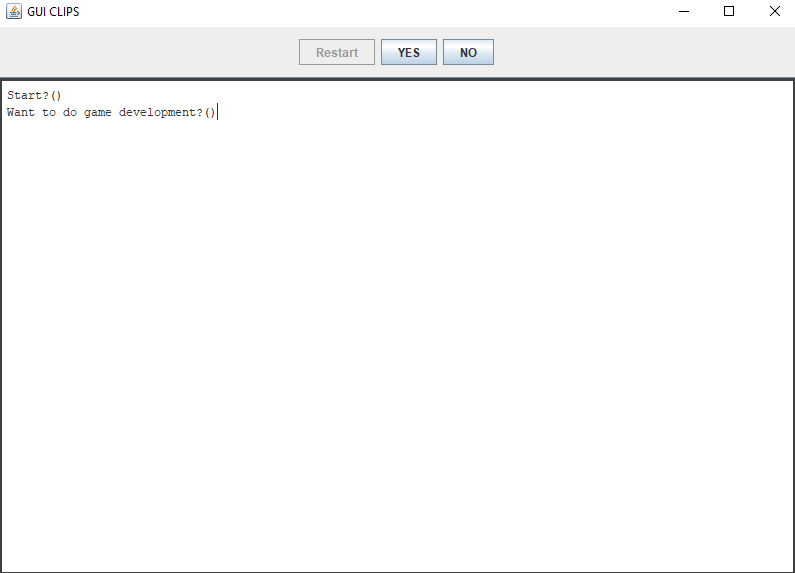 GUI CLIPS
Restart YES NO
Start?()
Want to do game development?()